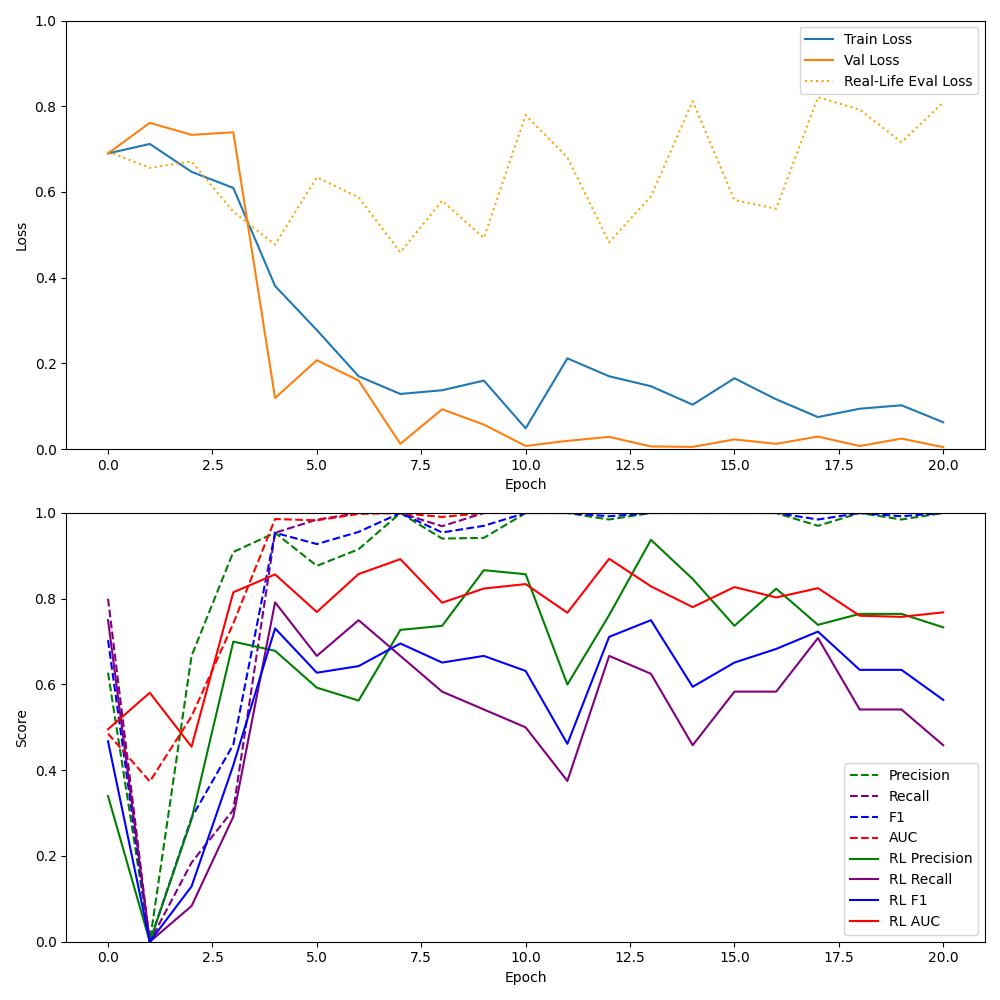 1.0
0.8
0.6
0.4
0.2
0.0
Loss
Train Loss
Val Loss
Real-Life Eval Loss
0.0 2.5 5.0 7.5 10.0 12.5 15.0 17.5 20.0
Epoch
1.0
0.8
0.6
0.4
0.2
0.0
Score
Precision
Recall
F1
AUC
RL Precision
RL Recall
RL F1
RL AUC
0.0 2.5 5.0 7.5 10.0 12.5 15.0 17.5 20.0
Epoch